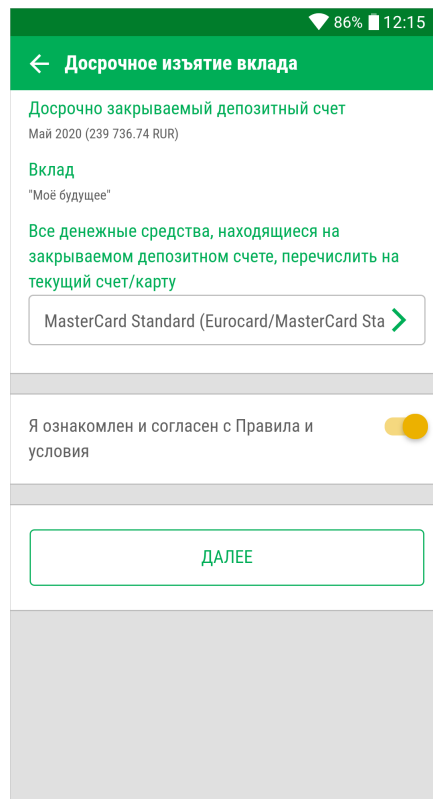 86% 12:15
Досрочное изъятие вклада
Досрочно закрываемый депозитный счет
Май 2020 (239 736.74 RUR)
Вклад
"Моё будущее"
Все денежные средства, находящиеся на
закрываемом депозитном счете, перечислить на
текущий счет/карту
MasterCard Standard (Eurocard/MasterCard Sta
Я ознакомлен и согласен с Правила и
условия
ДАЛЕЕ